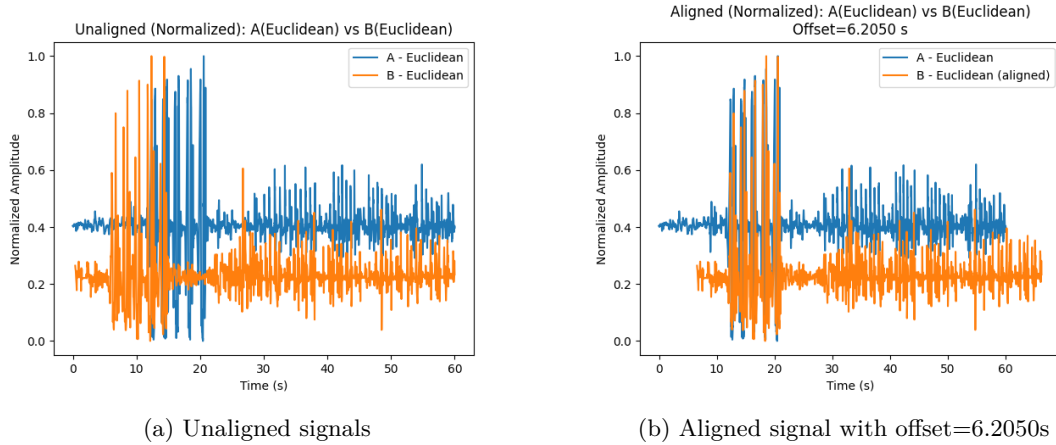 Unaligned (Normalized): A(Euclidean) vs B(Euclidean)
A - Euclidean
B - Euclidean
Normalized Amplitude
1.0
0.8
0.6
0.4
0.2
0.0
0 10 20 30 40 50 60
Time (s)
(a) Unaligned signals
Aligned (Normalized): A(Euclidean) vs B(Euclidean)
Offset=6.2050 s
A - Euclidean
B - Euclidean (aligned)
Normalized Amplitude
1.0
0.8
0.6
0.4
0.2
0.0
0 10 20 30 40 50 60
Time (s)
(b) Aligned signal with offset=6.2050s